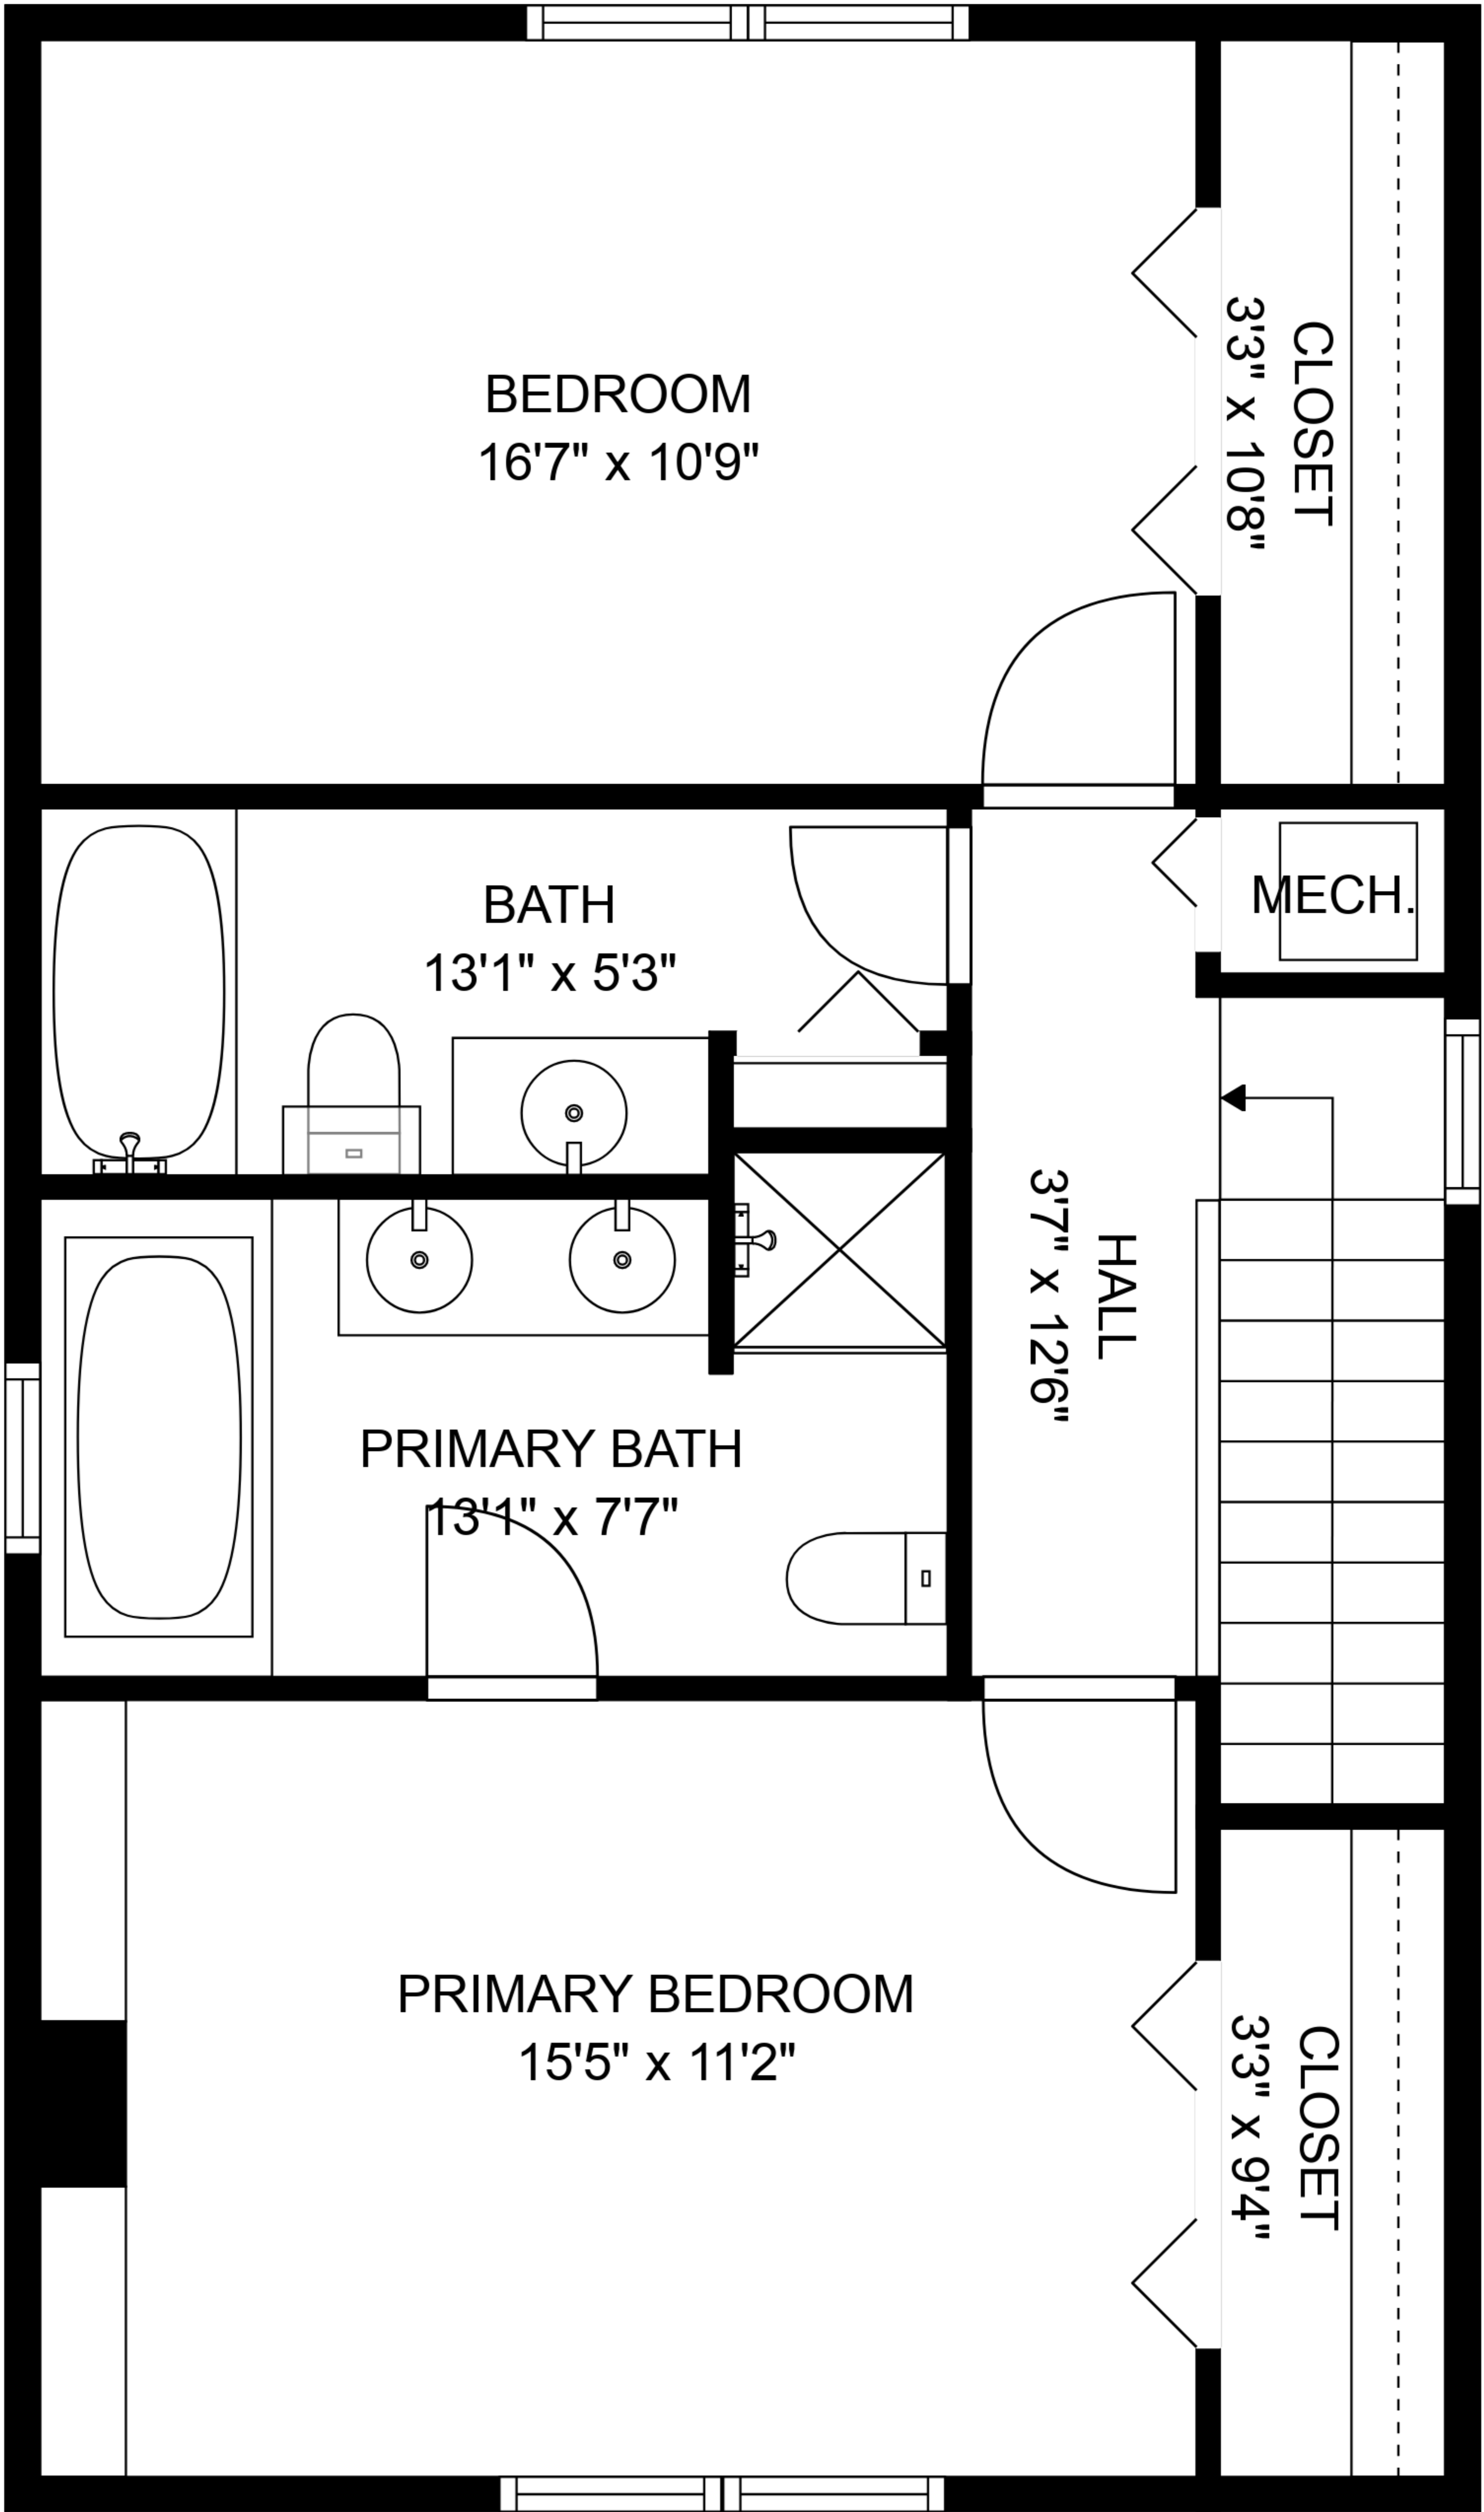 BEDROOM
16'7" x 10'9"
CLOSET
3'3" x 10'8"
BATH
13'1" x 5'3"
MECH.
HALL
3'7" x 12'6"
PRIMARY BATH
13'1" x 7'7"
PRIMARY BEDROOM
15'5" x 11'2"
CLOSET
3'3" x 9'4"